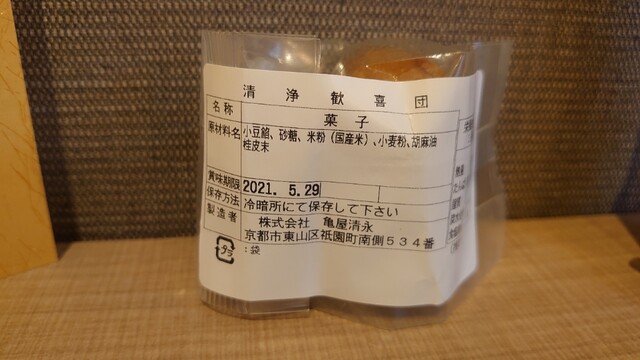 清浄歓喜団
名称 菓子
原材料名 小豆餡、砂糖、米粉(国産米)、小麦粉、胡麻油
桂皮末
賞味期限 2021. 5.29
保存方法 冷暗所にて保存して下さい
製造者 株式会社 亀屋清永
京都市東山区祇園町南側534番
プラ :袋